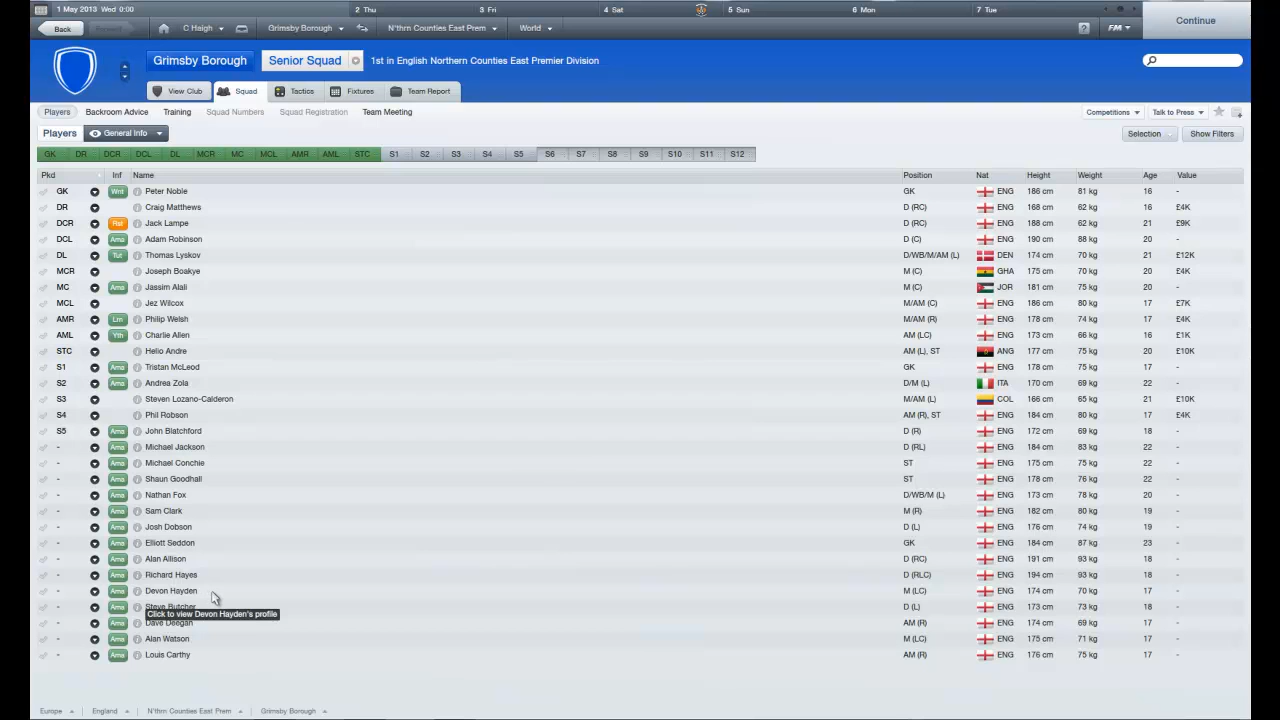 1 May 2013 Wed 0:00 2 Thu 3 Fri 4 Sat 5 Sun 6 Mon 7 Tue
Back C Haigh Grimsby Borough N'thrn Counties East Prem World ? FM Continue
Grimsby Borough Senior Squad 1st in English Northern Counties East Premier Division
View Club Squad Tactics Fixtures Team Report
Players Backroom Advice Training Squad Numbers Squad Registration Team Meeting Competitions Talk to Press
Players General Info Selection Show Filters
GK DR DCR DCL DL MCR MC MCL AMR AML STC S1 S2 S3 S4 S5 S6 S7 S8 S9 S10 S11 S12
Pkd Inf Name Position Nat Height Weight Age Value
GK Wnt Peter Noble GK ENG 186 cm 81 kg 16 -
DR Craig Matthews D (RC) ENG 168 cm 62 kg 16 £4K
DCR Rst Jack Lampe D (RC) ENG 188 cm 62 kg 21 £9K
DCL Ama Adam Robinson D (C) ENG 190 cm 88 kg 20 -
DL Tut Thomas Lyskov D/WB/M/AM (L) DEN 174 cm 70 kg 21 £12K
MCR Joseph Boakye M (C) GHA 175 cm 70 kg 20 £4K
MC Ama Jassim Alali M (C) JOR 181 cm 75 kg 20 -
MCL Jez Wilcox M/AM (C) ENG 186 cm 80 kg 17 £7K
AMR Lrn Philip Welsh M/AM (R) ENG 178 cm 74 kg 17 £4K
AML Yth Charlie Allen AM (LC) ENG 173 cm 66 kg 16 £1K
STC Helio Andre AM (L), ST ANG 177 cm 75 kg 20 £10K
S1 Ama Tristan McLeod GK ENG 178 cm 75 kg 17 -
S2 Ama Andrea Zola D/M (L) ITA 170 cm 69 kg 22 -
S3 Steven Lozano-Calderon M/AM (L) COL 166 cm 65 kg 21 £10K
S4 Phil Robson AM (R), ST ENG 184 cm 80 kg 17 £4K
S5 Ama John Blatchford D (R) ENG 172 cm 69 kg 18 -
- Ama Michael Jackson D (RL) ENG 184 cm 83 kg 22 -
- Ama Michael Conchie ST ENG 175 cm 75 kg 22 -
- Ama Shaun Goodhall ST ENG 178 cm 76 kg 22 -
- Ama Nathan Fox D/WB/M (L) ENG 173 cm 78 kg 20 -
- Ama Sam Clark M (R) ENG 182 cm 80 kg 19 -
- Ama Josh Dobson D (L) ENG 176 cm 74 kg 19 -
- Ama Elliott Seddon GK ENG 184 cm 87 kg 23 -
- Ama Alan Allison D (RC) ENG 191 cm 93 kg 18 -
- Ama Richard Hayes D (RLC) ENG 194 cm 93 kg 18 -
- Ama Devon Hayden M (LC) ENG 174 cm 70 kg 17 -
- Ama Steve Butcher D (L) ENG 173 cm 73 kg 18 -
Click to view Devon Hayden's profile
- Ama Dave Deegan AM (R) ENG 174 cm 69 kg 17 -
- Ama Alan Watson M (LC) ENG 175 cm 71 kg 17 -
- Ama Louis Carthy AM (R) ENG 176 cm 75 kg 17 -
Europe England N'thrn Counties East Prem Grimsby Borough